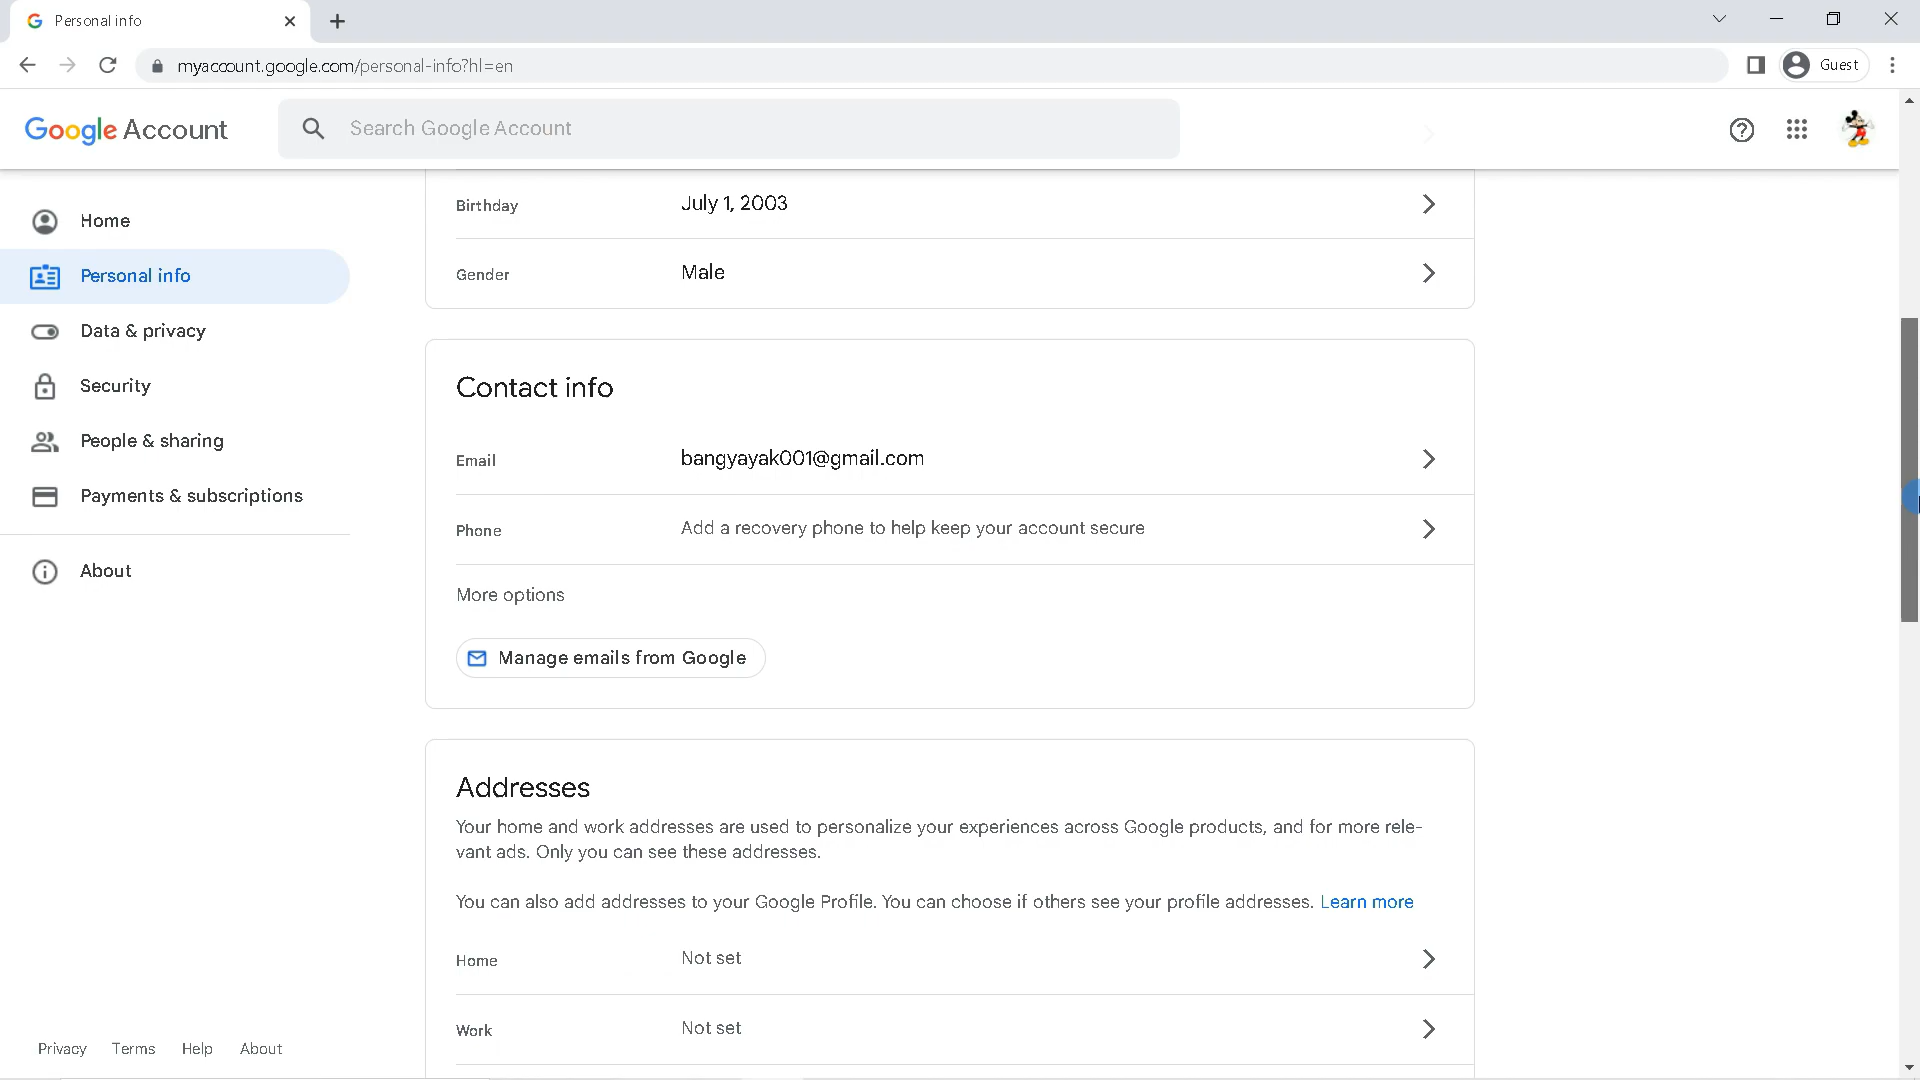 Personal info
myaccount.google.com/personal-info?hl=en
Guest
Google Account
Search Google Account
Home
Personal info
Data & privacy
Security
People & sharing
Payments & subscriptions
About
Birthday July 1, 2003
Gender Male
Contact info
Email bangyayak001@gmail.com
Phone Add a recovery phone to help keep your account secure
More options
Manage emails from Google
Addresses
Your home and work addresses are used to personalize your experiences across Google products, and for more rele-
vant ads. Only you can see these addresses.
You can also add addresses to your Google Profile. You can choose if others see your profile addresses. Learn more
Home Not set
Work Not set
Privacy Terms Help About